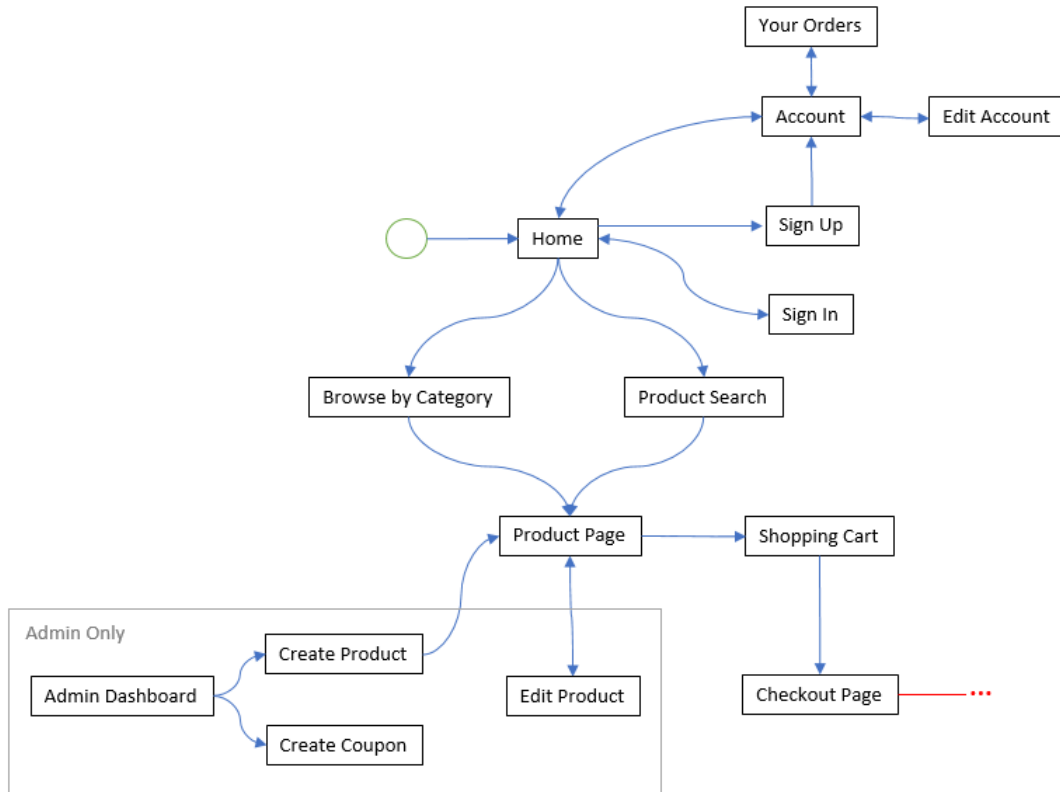 Your Orders
Account
Edit Account
Sign Up
Home
Sign In
Browse by Category
Product Search
Product Page
Shopping Cart
Admin Only
Create Product
Admin Dashboard
Edit Product
Checkout Page
...
Create Coupon